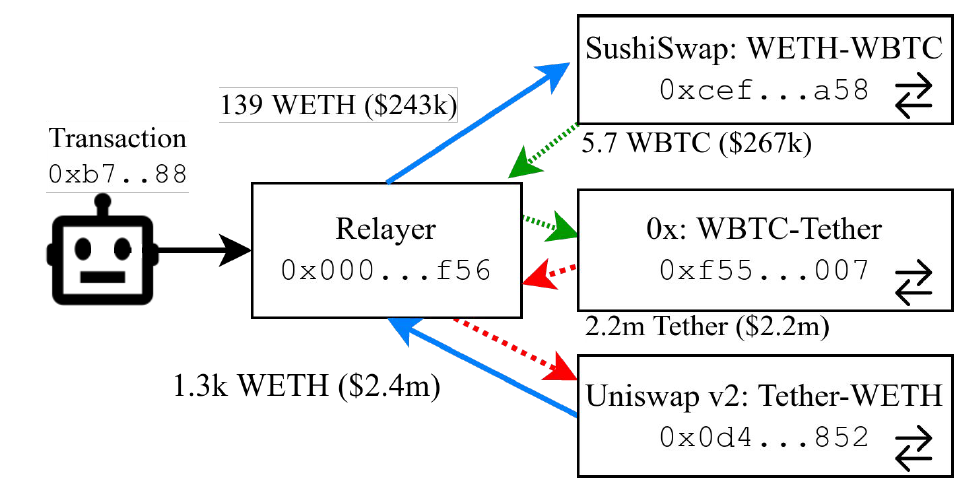 SushiSwap: WETH-WBTC
0xcef...a58
139 WETH ($243k)
5.7 WBTC ($267k)
Transaction
0xb7..88
Relayer
0x000...f56
0x: WBTC-Tether
0xf55...007
2.2m Tether ($2.2m)
1.3k WETH ($2.4m)
Uniswap v2: Tether-WETH
0x0d4...852